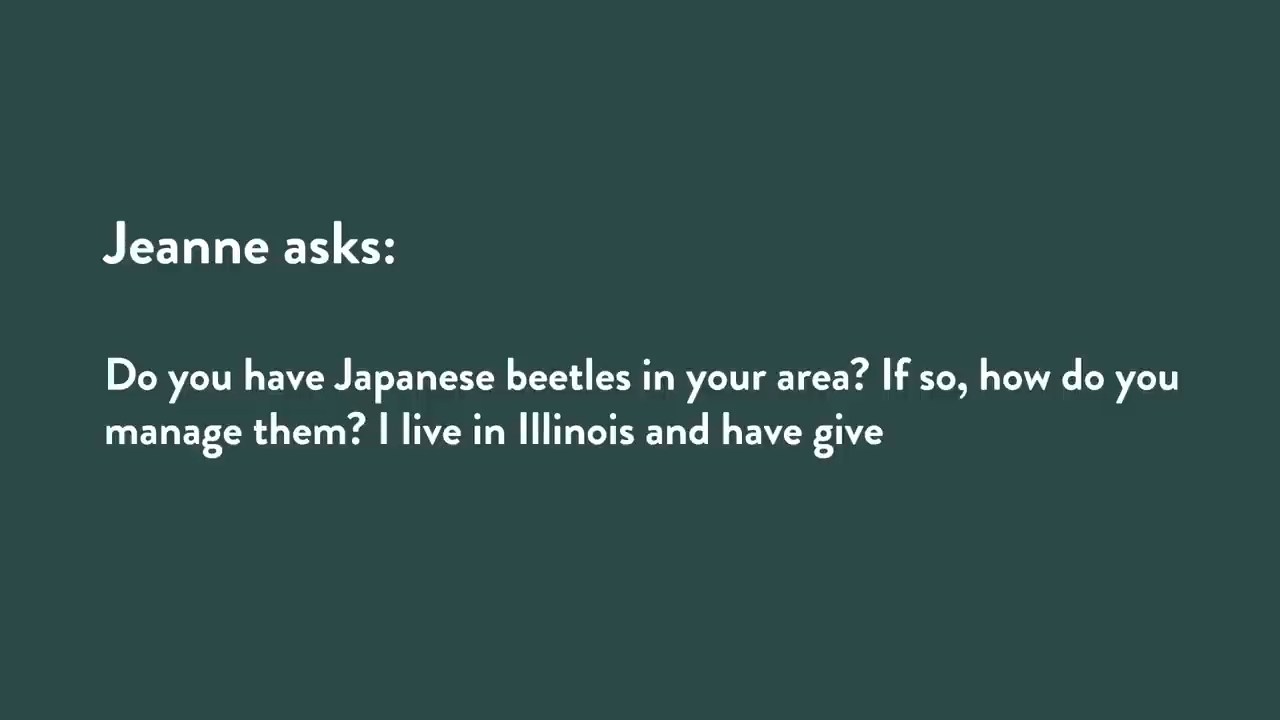 Jeanne asks:
Do you have Japanese beetles in your area? If so, how do you
manage them? I live in Illinois and have give